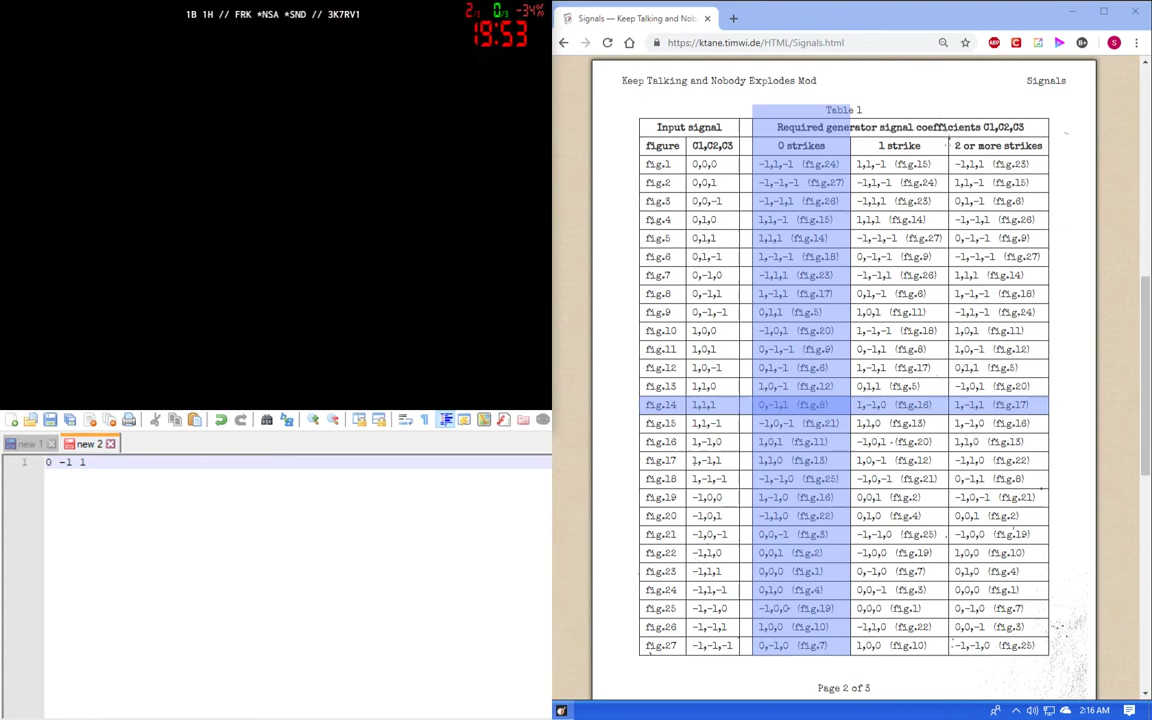 1B 1H // FRK *NSA *SND // 3K7RV1
2/3 0/3 -34%
19:53
new 1
new 2
1
0 -1 1
Signals — Keep Talking and Nob
https://ktane.timwi.de/HTML/Signals.html
ABP
S
Keep Talking and Nobody Explodes Mod Signals
Table 1
Input signal Required generator signal coefficients C1,C2,C3
figure C1,C2,C3 0 strikes 1 strike 2 or more strikes
fig.1 0,0,0 -1,1,-1 (fig.24) 1,1,-1 (fig.15) -1,1,1 (fig.23)
fig.2 0,0,1 -1,-1,-1 (fig.27) -1,1,-1 (fig.24) 1,1,-1 (fig.15)
fig.3 0,0,-1 -1,-1,1 (fig.26) -1,1,1 (fig.23) 0,1,-1 (fig.6)
fig.4 0,1,0 1,1,-1 (fig.15) 1,1,1 (fig.14) -1,-1,1 (fig.26)
fig.5 0,1,1 1,1,1 (fig.14) -1,-1,-1 (fig.27) 0,-1,-1 (fig.9)
fig.6 0,1,-1 1,-1,-1 (fig.18) 0,-1,-1 (fig.9) -1,-1,-1 (fig.27)
fig.7 0,-1,0 -1,1,1 (fig.23) -1,-1,1 (fig.26) 1,1,1 (fig.14)
fig.8 0,-1,1 1,-1,1 (fig.17) 0,1,-1 (fig.6) 1,-1,-1 (fig.18)
fig.9 0,-1,-1 0,1,1 (fig.5) 1,0,1 (fig.11) -1,1,-1 (fig.24)
fig.10 1,0,0 -1,0,1 (fig.20) 1,-1,-1 (fig.18) 1,0,1 (fig.11)
fig.11 1,0,1 0,-1,-1 (fig.9) 0,-1,1 (fig.8) 1,0,-1 (fig.12)
fig.12 1,0,-1 0,1,-1 (fig.6) 1,-1,1 (fig.17) 0,1,1 (fig.5)
fig.13 1,1,0 1,0,-1 (fig.12) 0,1,1 (fig.5) -1,0,1 (fig.20)
fig.14 1,1,1 0,-1,1 (fig.8) 1,-1,0 (fig.16) 1,-1,1 (fig.17)
fig.15 1,1,-1 -1,0,-1 (fig.21) 1,1,0 (fig.13) 1,-1,0 (fig.16)
fig.16 1,-1,0 1,0,1 (fig.11) -1,0,1 (fig.20) 1,1,0 (fig.13)
fig.17 1,-1,1 1,1,0 (fig.13) 1,0,-1 (fig.12) -1,1,0 (fig.22)
fig.18 1,-1,-1 -1,-1,0 (fig.25) -1,0,-1 (fig.21) 0,-1,1 (fig.8)
fig.19 -1,0,0 1,-1,0 (fig.16) 0,0,1 (fig.2) -1,0,-1 (fig.21)
fig.20 -1,0,1 -1,1,0 (fig.22) 0,1,0 (fig.4) 0,0,1 (fig.2)
fig.21 -1,0,-1 0,0,-1 (fig.3) -1,-1,0 (fig.25) -1,0,0 (fig.19)
fig.22 -1,1,0 0,0,1 (fig.2) -1,0,0 (fig.19) 1,0,0 (fig.10)
fig.23 -1,1,1 0,0,0 (fig.1) 0,-1,0 (fig.7) 0,1,0 (fig.4)
fig.24 -1,1,-1 0,1,0 (fig.4) 0,0,-1 (fig.3) 0,0,0 (fig.1)
fig.25 -1,-1,0 -1,0,0 (fig.19) 0,0,0 (fig.1) 0,-1,0 (fig.7)
fig.26 -1,-1,1 1,0,0 (fig.10) -1,1,0 (fig.22) 0,0,-1 (fig.3)
fig.27 -1,-1,-1 0,-1,0 (fig.7) 1,0,0 (fig.10) -1,-1,0 (fig.25)
Page 2 of 3
2:16 AM